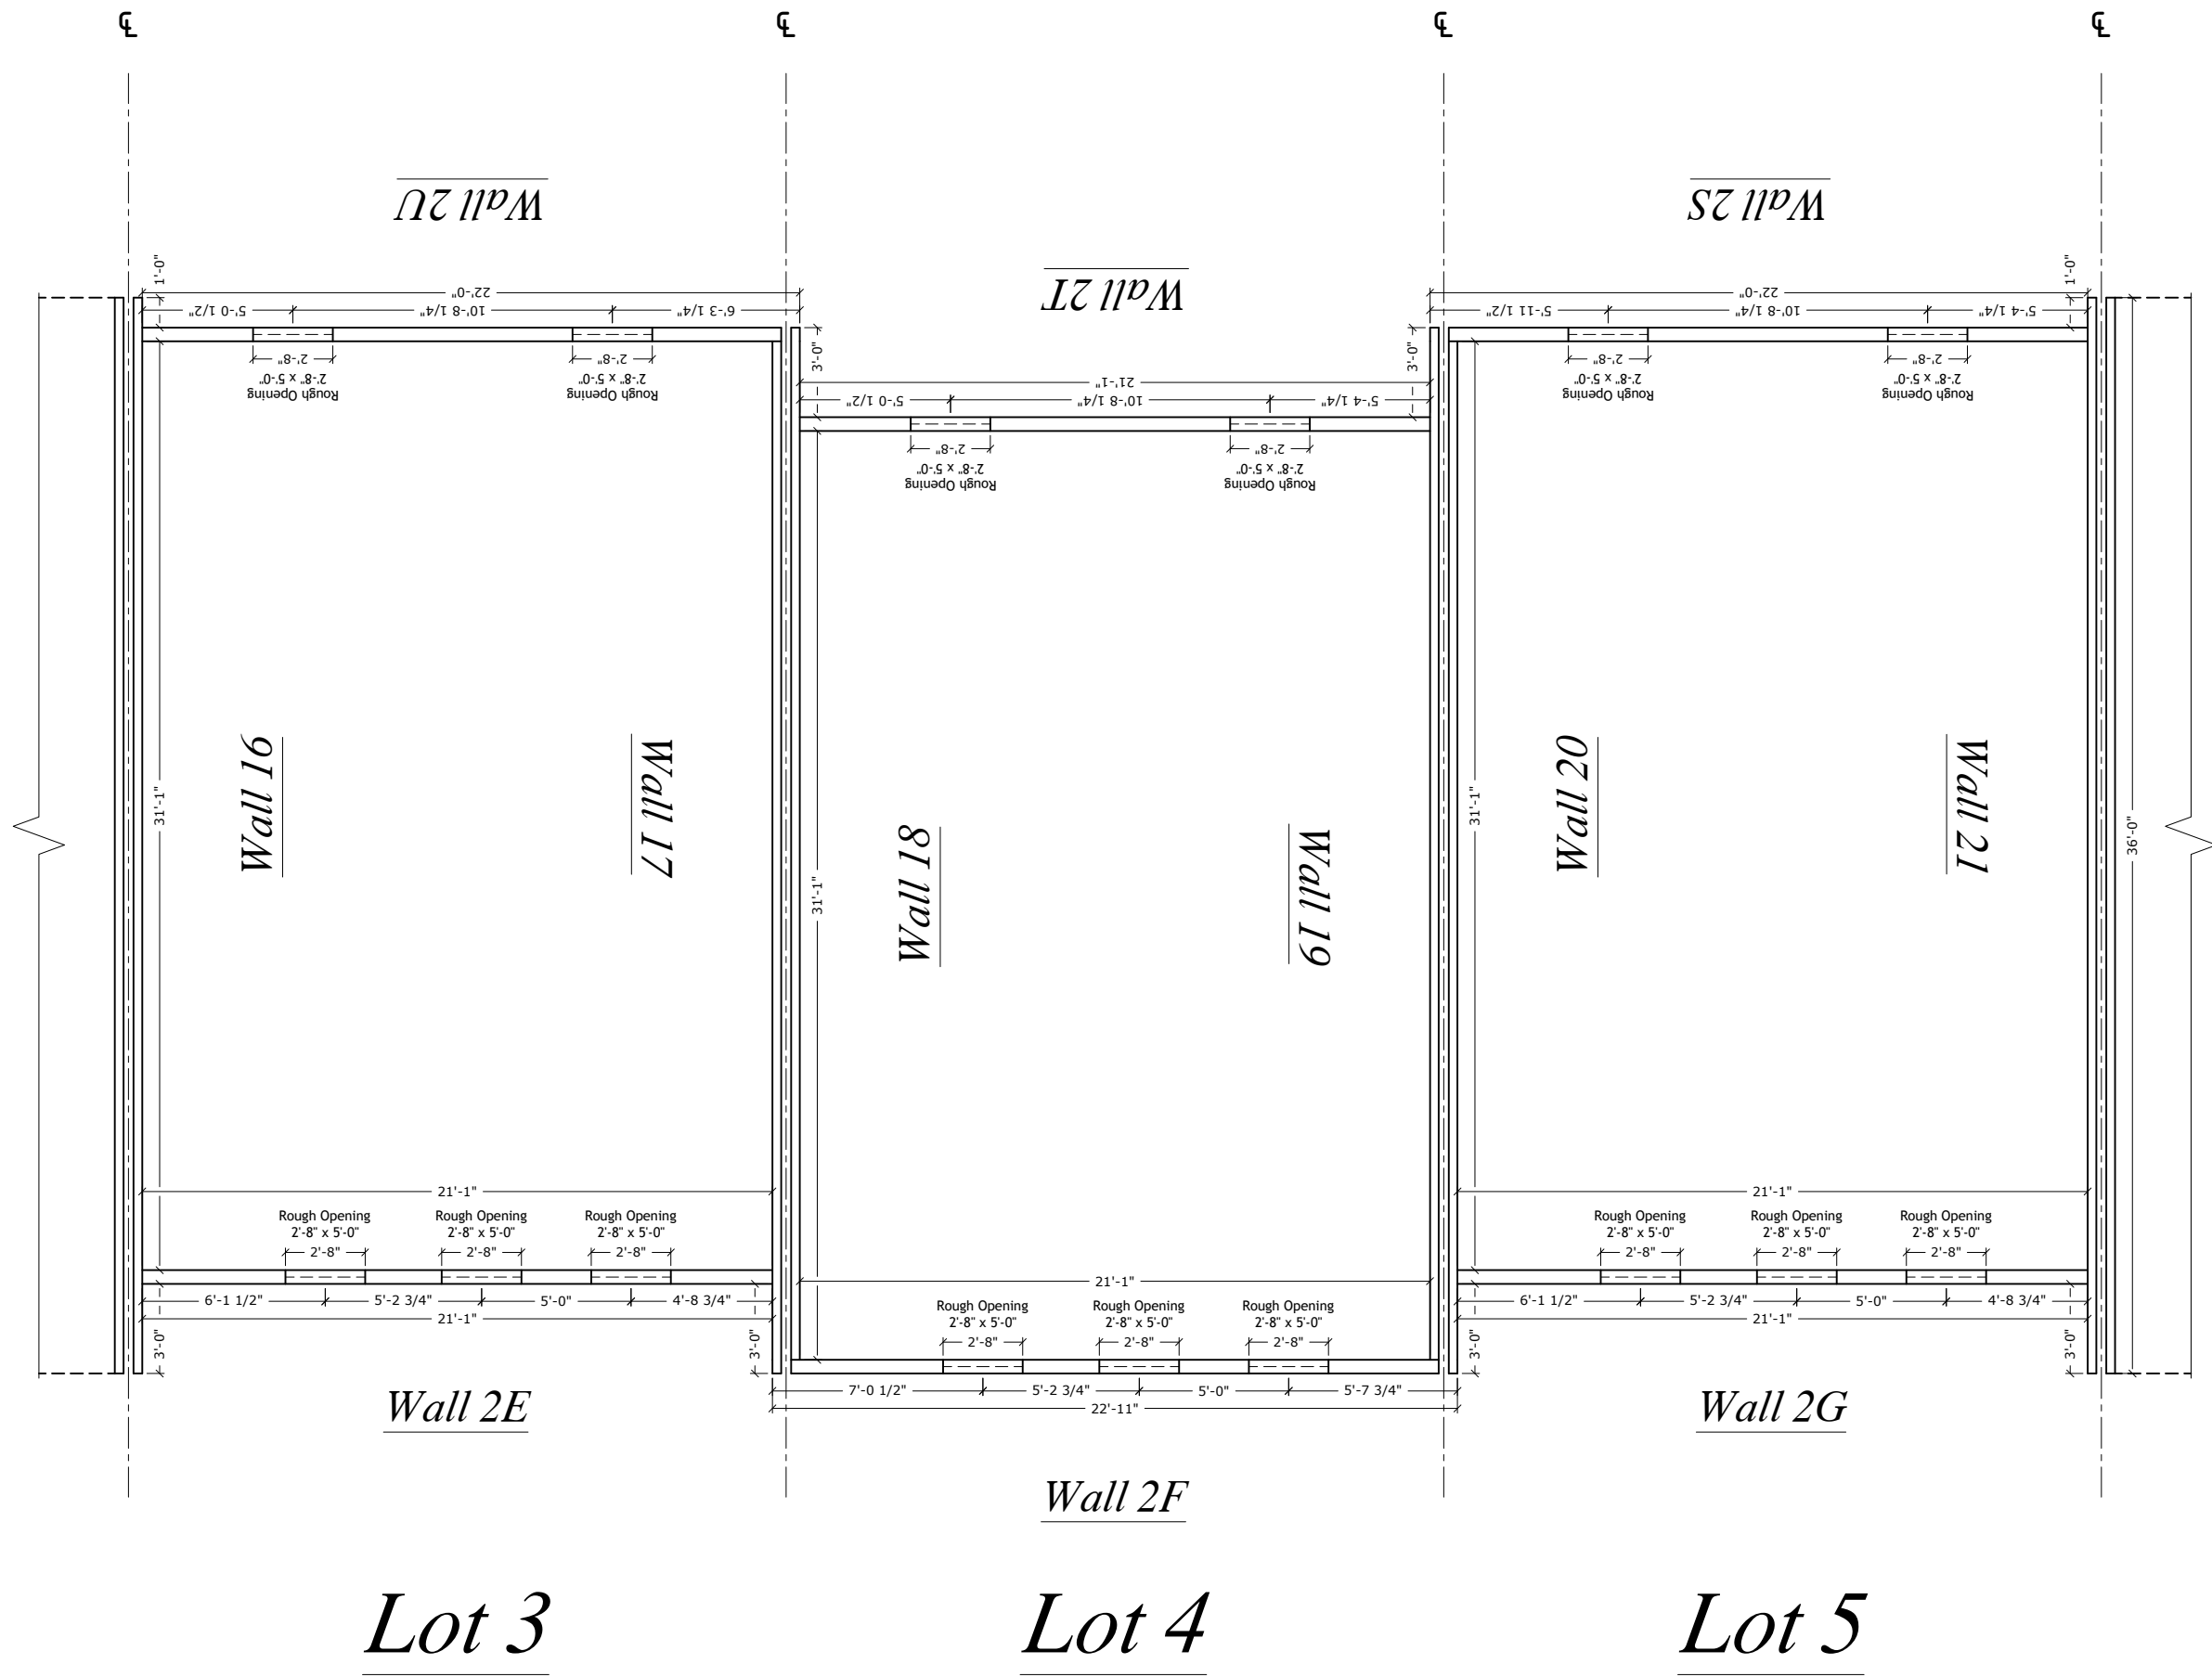 ℄ ℄ ℄ ℄
Wall 2U
Wall 2S
Wall 2T
1'-0"
22'-0"
5'-0 1/2" 10'-8 1/4" 6'-3 1/4"
2'-8" 2'-8"
2'-8" x 5'-0" 2'-8" x 5'-0"
Rough Opening Rough Opening
3'-0" 3'-0"
21'-1"
5'-0 1/2" 10'-8 1/4" 5'-4 1/4"
2'-8" 2'-8"
2'-8" x 5'-0" 2'-8" x 5'-0"
Rough Opening Rough Opening
1'-0"
22'-0"
5'-11 1/2" 10'-8 1/4" 5'-4 1/4"
2'-8" 2'-8"
2'-8" x 5'-0" 2'-8" x 5'-0"
Rough Opening Rough Opening
31'-1"
Wall 16
Wall 17
31'-1"
Wall 18
Wall 19
31'-1"
Wall 20
Wall 21
36'-0"
21'-1"
Rough Opening Rough Opening Rough Opening
2'-8" x 5'-0" 2'-8" x 5'-0" 2'-8" x 5'-0"
2'-8" 2'-8" 2'-8"
6'-1 1/2" 5'-2 3/4" 5'-0" 4'-8 3/4"
21'-1"
3'-0" 3'-0"
Wall 2E
21'-1"
Rough Opening Rough Opening Rough Opening
2'-8" x 5'-0" 2'-8" x 5'-0" 2'-8" x 5'-0"
2'-8" 2'-8" 2'-8"
7'-0 1/2" 5'-2 3/4" 5'-0" 5'-7 3/4"
22'-11"
Wall 2F
21'-1"
Rough Opening Rough Opening Rough Opening
2'-8" x 5'-0" 2'-8" x 5'-0" 2'-8" x 5'-0"
2'-8" 2'-8" 2'-8"
6'-1 1/2" 5'-2 3/4" 5'-0" 4'-8 3/4"
21'-1"
3'-0" 3'-0"
Wall 2G
Lot 3 Lot 4 Lot 5